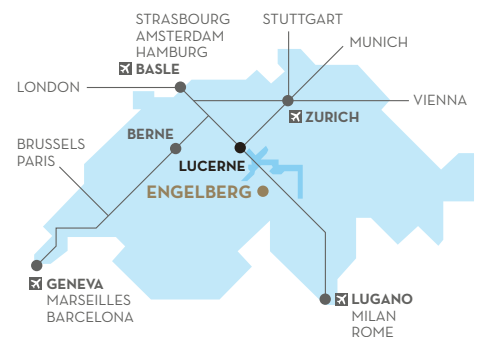 STRASBOURG
AMSTERDAM
HAMBURG
BASLE
STUTTGART
MUNICH
LONDON
VIENNA
ZURICH
BERNE
BRUSSELS
PARIS
LUCERNE
ENGELBERG
GENEVA
MARSEILLES
BARCELONA
LUGANO
MILAN
ROME